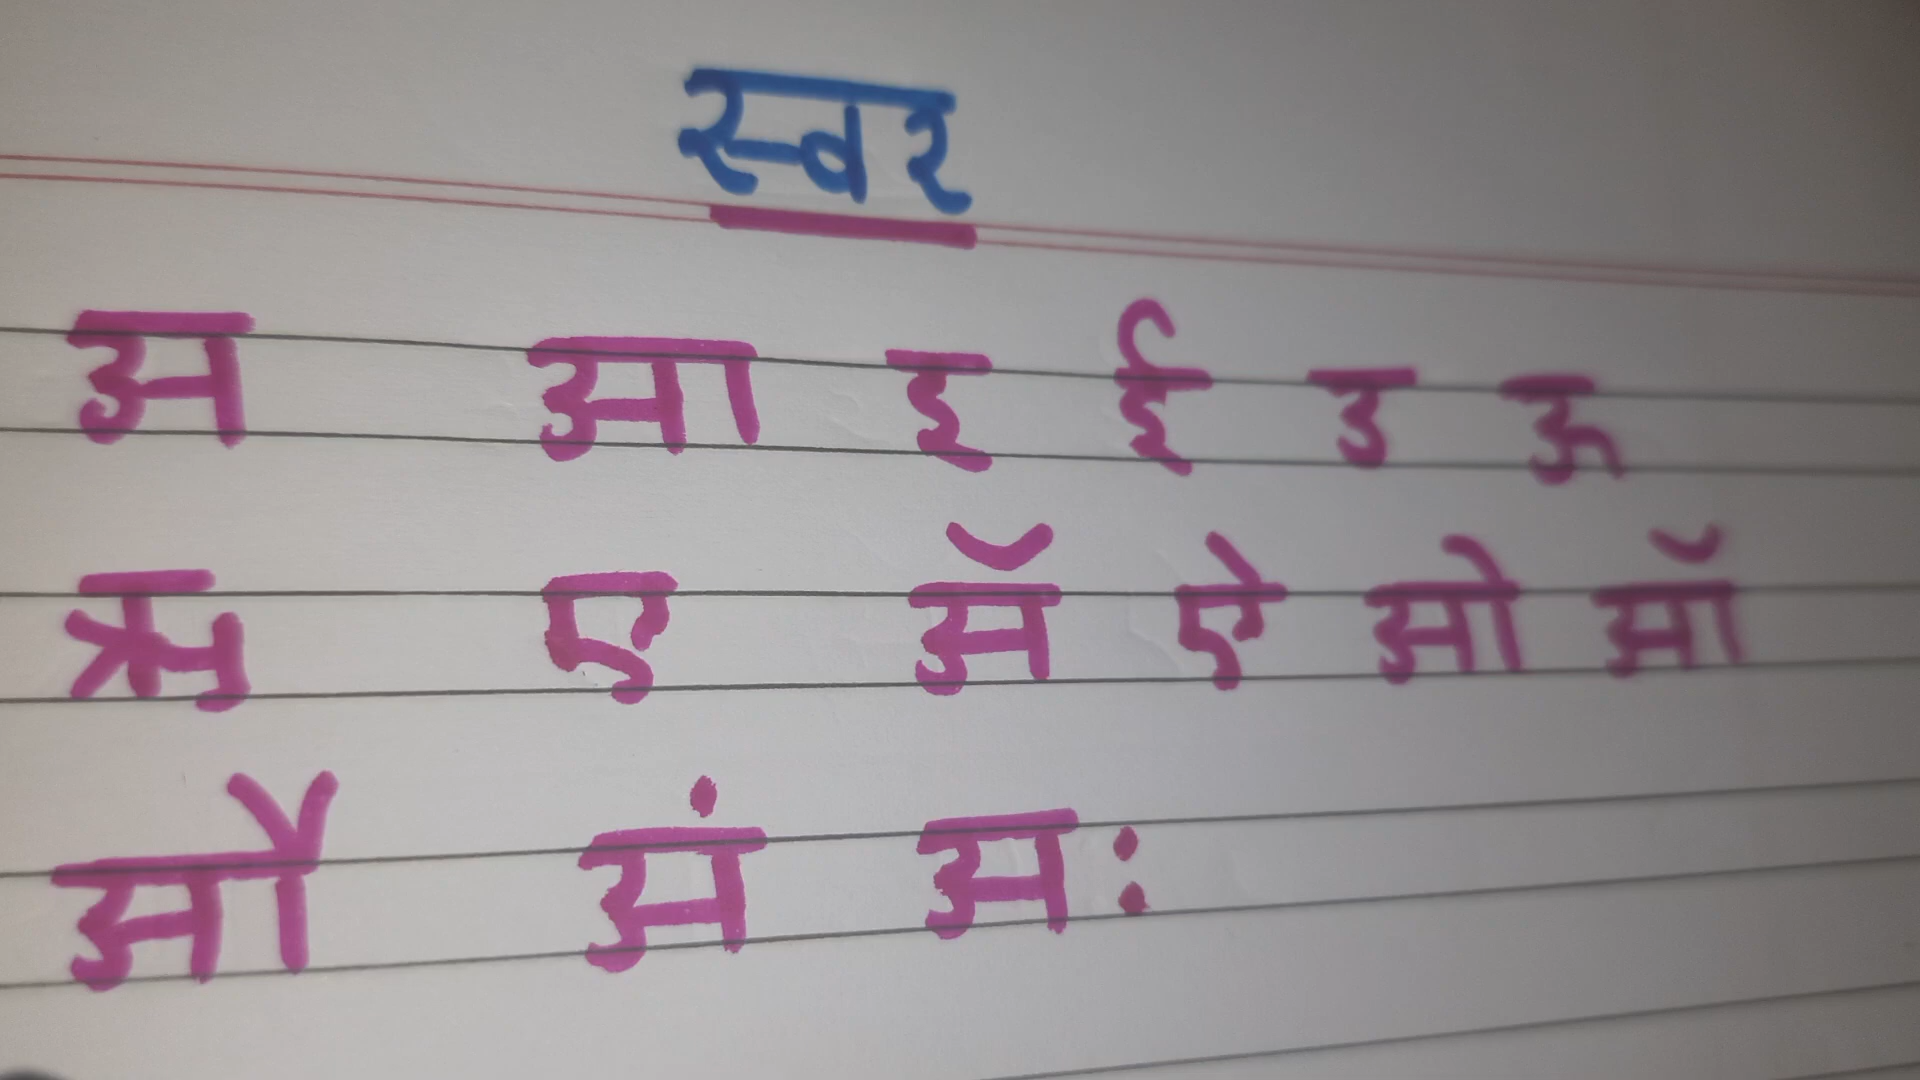 स्वर
अ आ इ ई उ ऊ
ऋ ए ॲ ऐ ओ ऑ
औ अं अः